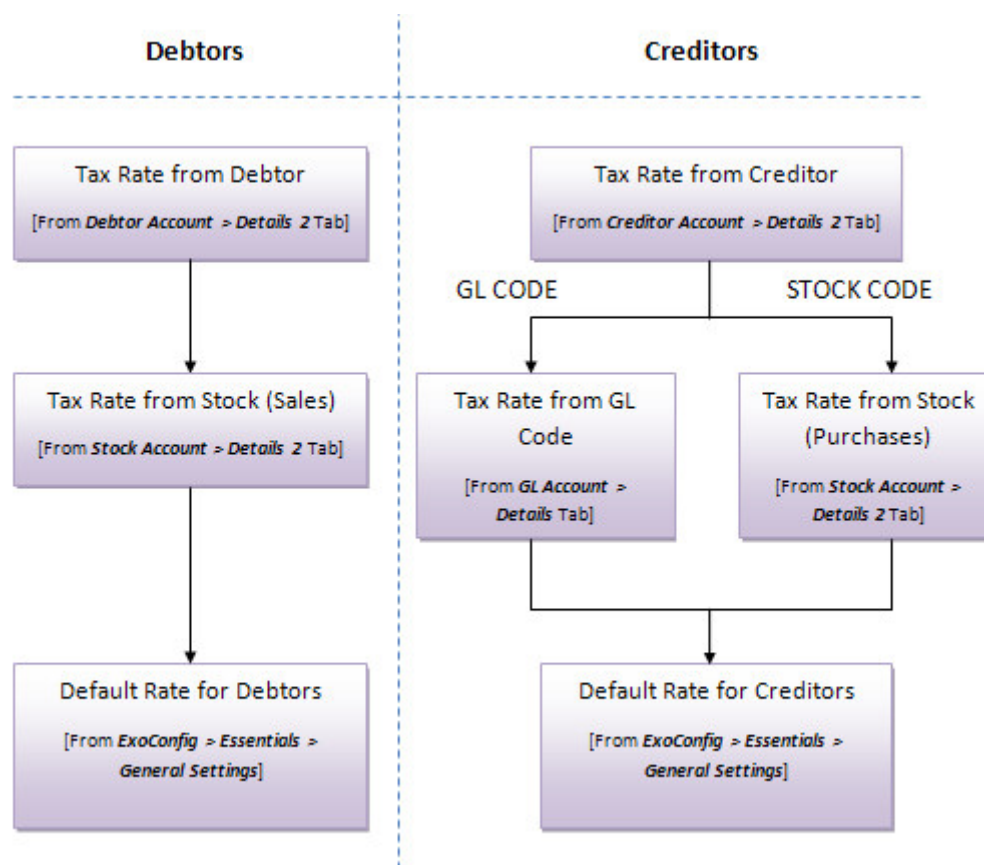 Debtors
Creditors
Tax Rate from Debtor
[From Debtor Account > Details 2 Tab]
Tax Rate from Creditor
[From Creditor Account > Details 2 Tab]
GL CODE
STOCK CODE
Tax Rate from Stock (Sales)
[From Stock Account > Details 2 Tab]
Tax Rate from GL
Code
[From GL Account >
Details Tab]
Tax Rate from Stock
(Purchases)
[From Stock Account >
Details 2 Tab]
Default Rate for Debtors
[From ExoConfig > Essentials >
General Settings]
Default Rate for Creditors
[From ExoConfig > Essentials >
General Settings]